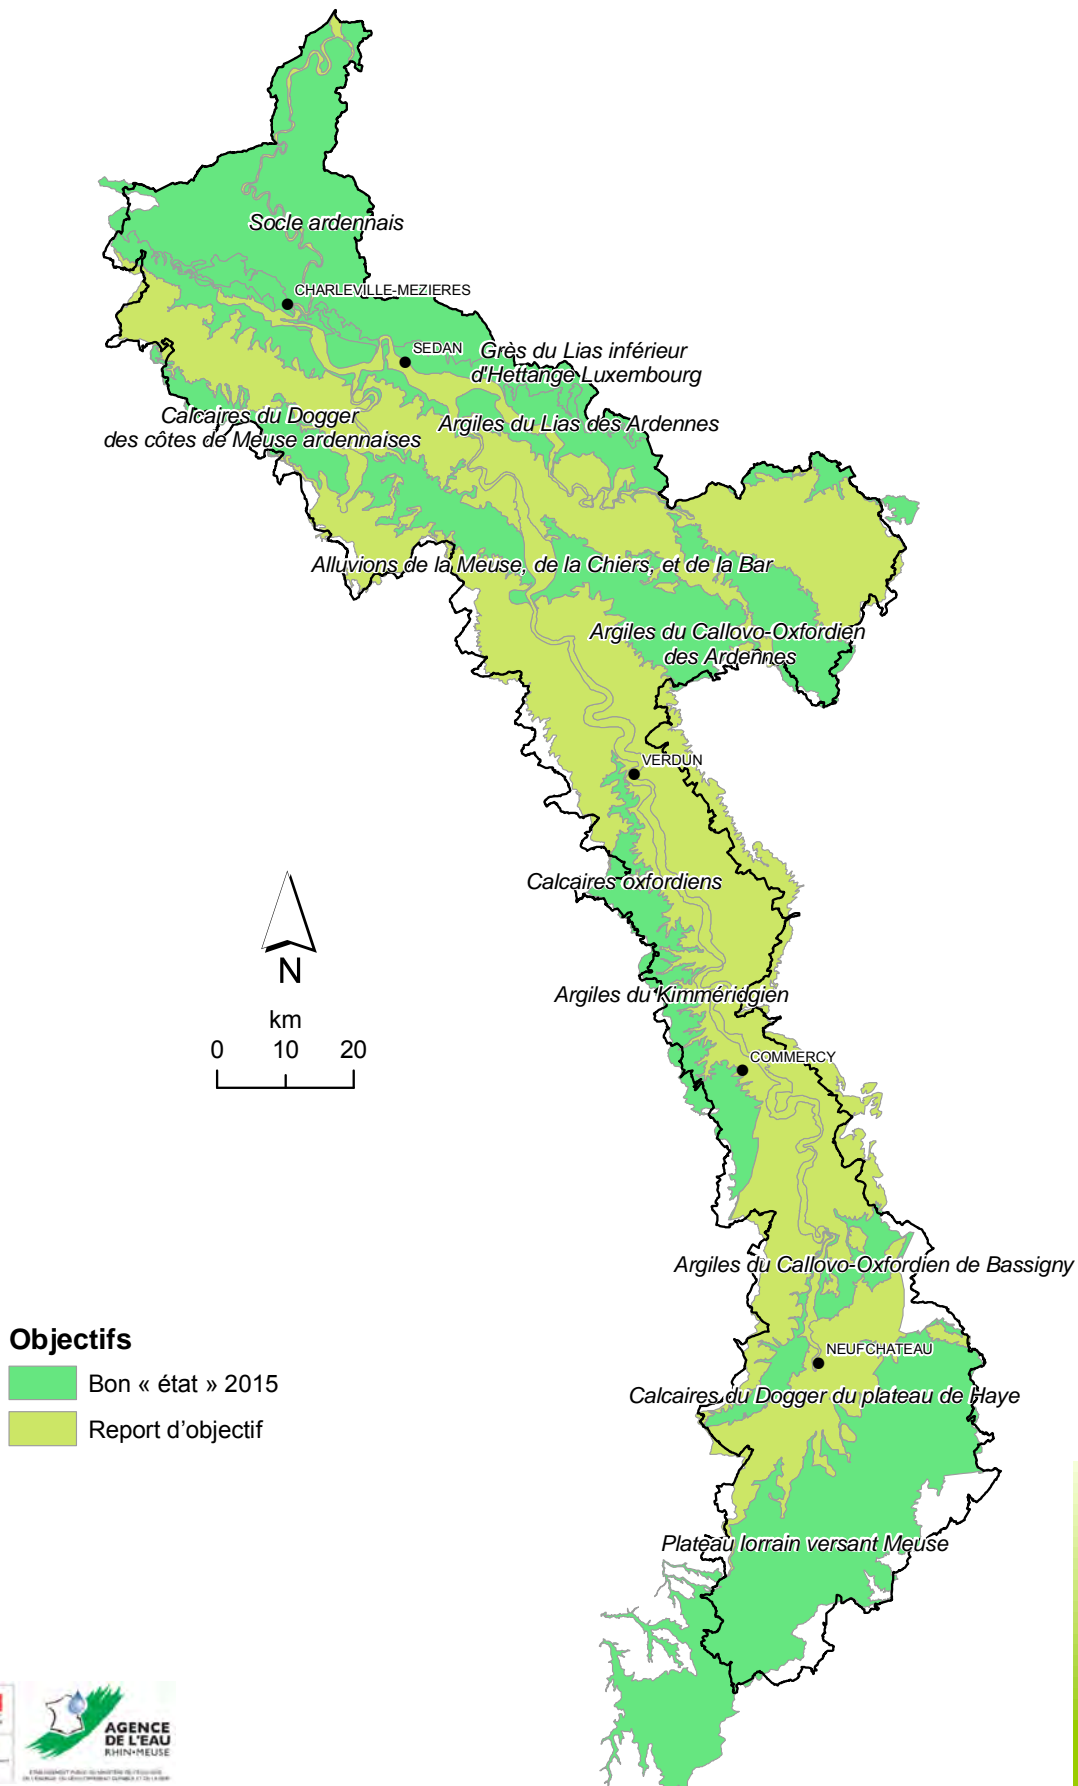 Socle ardennais
CHARLEVILLE-MEZIERES
SEDAN
Grès du Lias inférieur
d'Hettange Luxembourg
Calcaires du Dogger
des côtes de Meuse ardennaises
Argiles du Lias des Ardennes
Alluvions de la Meuse, de la Chiers, et de la Bar
Argiles du Callovo-Oxfordien
des Ardennes
VERDUN
Calcaires oxfordiens
N
km
0 10 20
Argiles du Kimméridgien
COMMERCY
Argiles du Callovo-Oxfordien de Bassigny
Objectifs
Bon « état » 2015
Report d'objectif
NEUFCHATEAU
Calcaires du Dogger du plateau de Haye
Plateau lorrain versant Meuse
AGENCE
DE L'EAU
RHIN•MEUSE